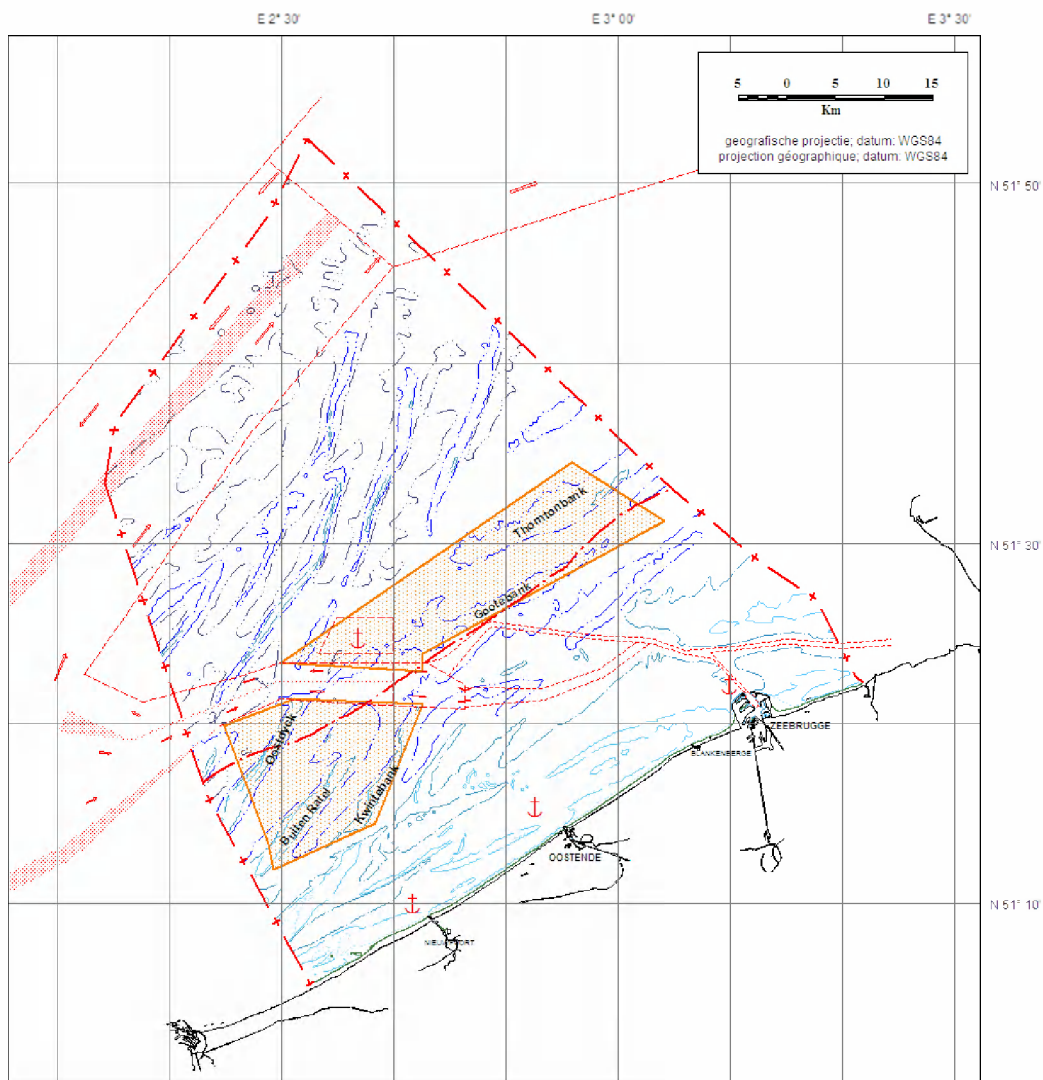 E 2° 30'
E 3° 00'
E 3° 30'
5 0 5 10 15
Km
geografische projectie; datum: WGS84
projection géographique; datum: WGS84
N 51° 50'
Thorntonbank
N 51° 30'
Gootebank
ZEEBRUGGE
Oostdyck
BLANKENBERGE
Buiten Ratel
Kwintebank
OOSTENDE
N 51° 10'
NIEUWPOORT